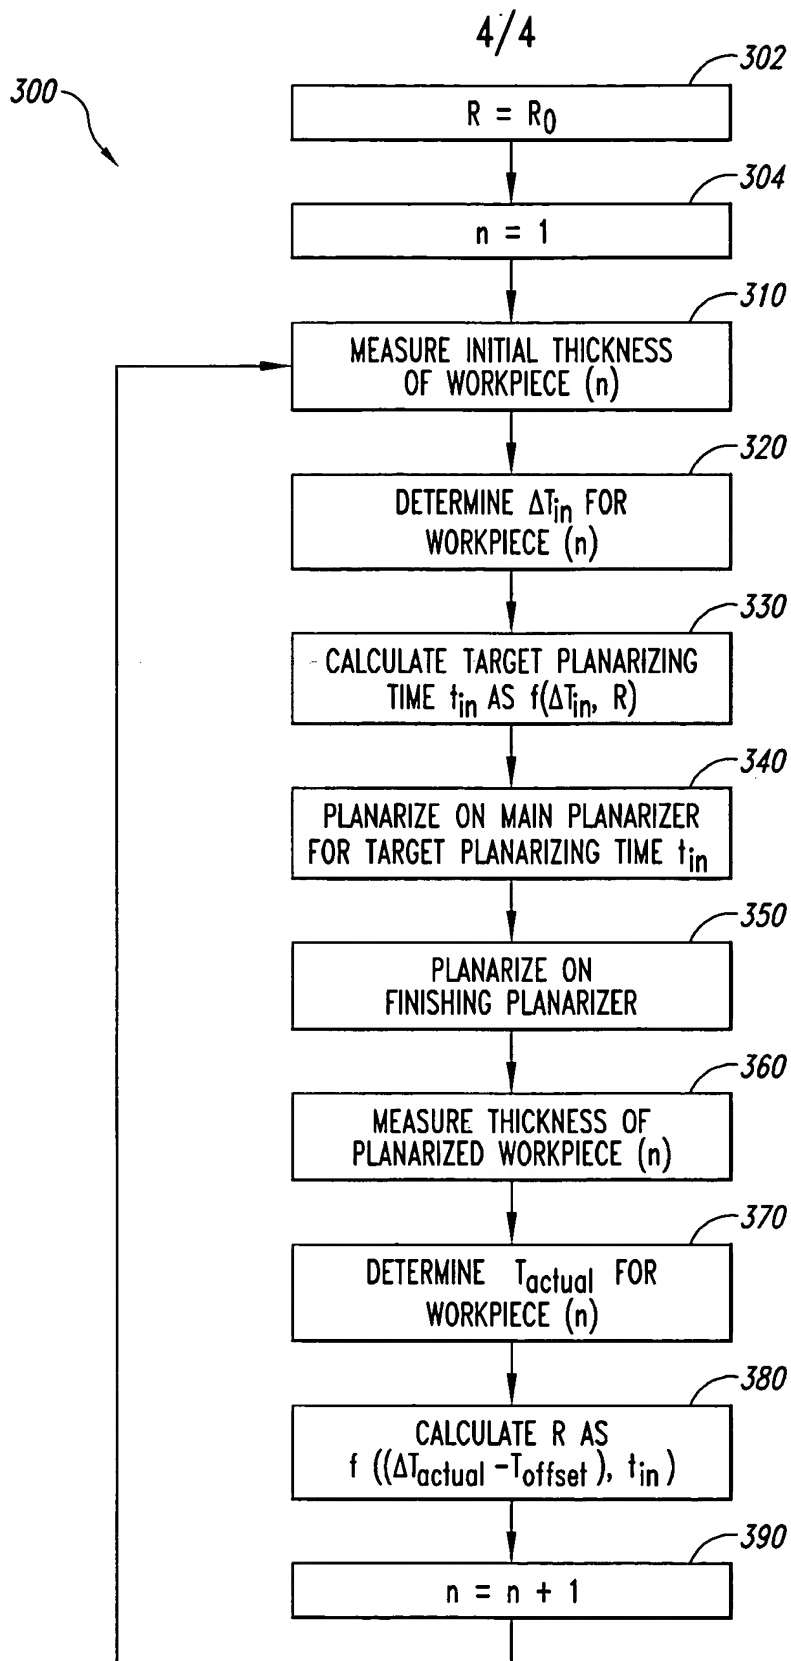 4/4
300
302
R = R0
304
n = 1
310
MEASURE INITIAL THICKNESS
OF WORKPIECE (n)
320
DETERMINE ΔTin FOR
WORKPIECE (n)
330
CALCULATE TARGET PLANARIZING
TIME tin AS f(ΔTin, R)
340
PLANARIZE ON MAIN PLANARIZER
FOR TARGET PLANARIZING TIME tin
350
PLANARIZE ON
FINISHING PLANARIZER
360
MEASURE THICKNESS OF
PLANARIZED WORKPIECE (n)
370
DETERMINE Tactual FOR
WORKPIECE (n)
380
CALCULATE R AS
f ((ΔTactual -Toffset), tin)
390
n = n + 1